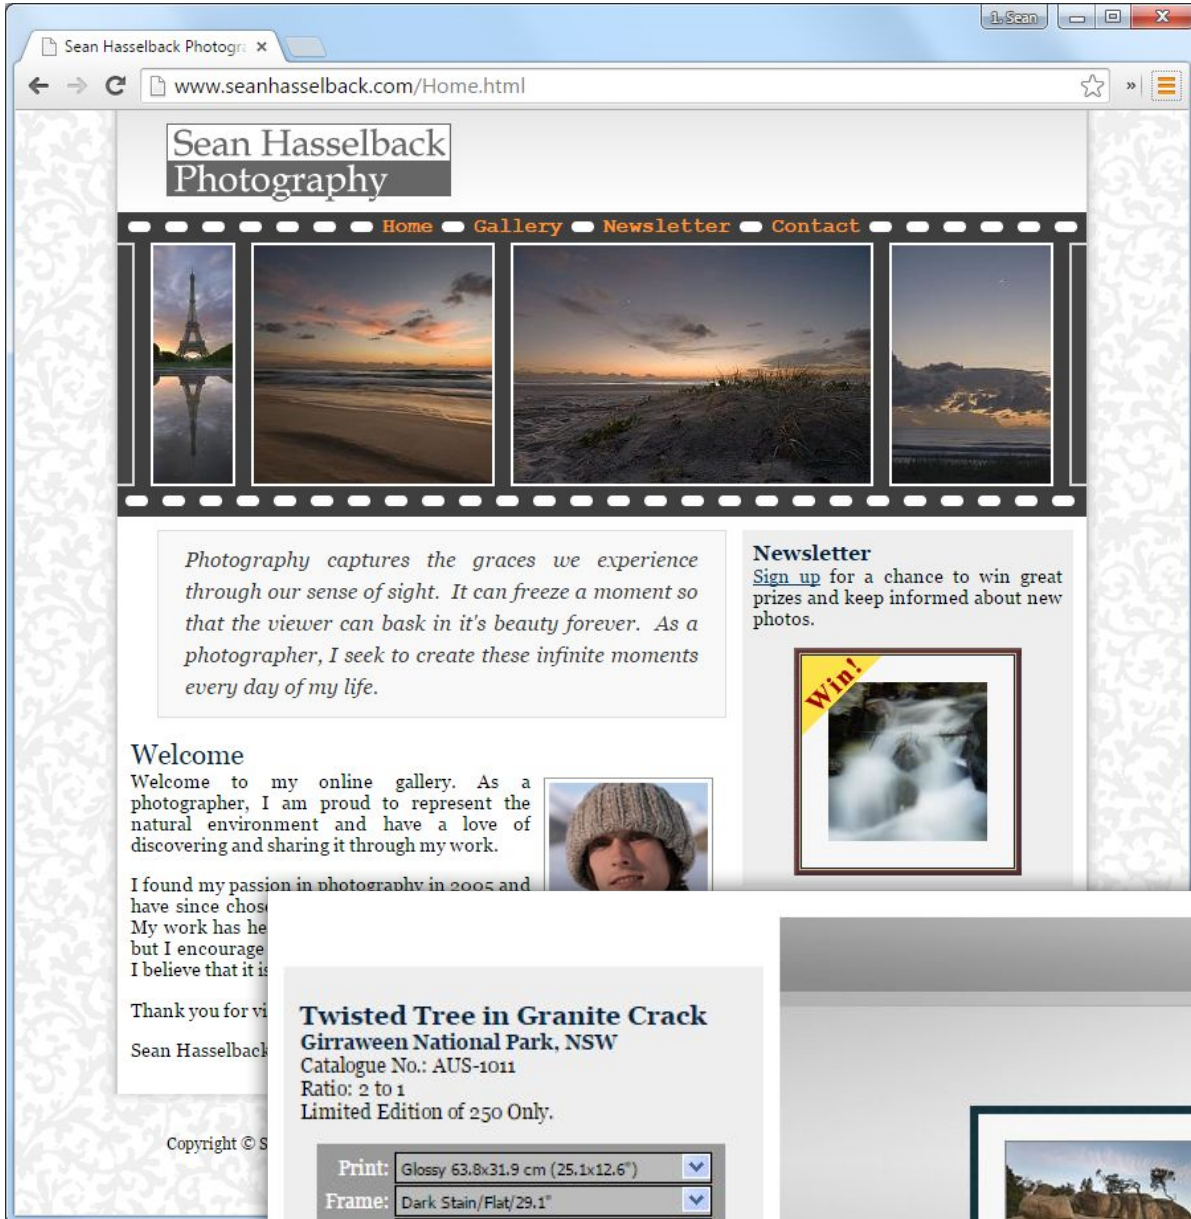 1. Sean
Sean Hasselback Photogra
www.seanhasselback.com/Home.html
Sean Hasselback
Photography
Home Gallery Newsletter Contact
Photography captures the graces we experience
through our sense of sight. It can freeze a moment so
that the viewer can bask in it's beauty forever. As a
photographer, I seek to create these infinite moments
every day of my life.
Newsletter
Sign up for a chance to win great
prizes and keep informed about new
photos.
Win!
Welcome
Welcome to my online gallery. As a
photographer, I am proud to represent the
natural environment and have a love of
discovering and sharing it through my work.
I found my passion in photography in 2005 and
have since chose
My work has he
but I encourage
I believe that it is
Thank you for vi
Sean Hasselback
Copyright © S
Twisted Tree in Granite Crack
Girraween National Park, NSW
Catalogue No.: AUS-1011
Ratio: 2 to 1
Limited Edition of 250 Only.
Print: Glossy 63.8x31.9 cm (25.1x12.6")
Frame: Dark Stain/Flat/29.1"